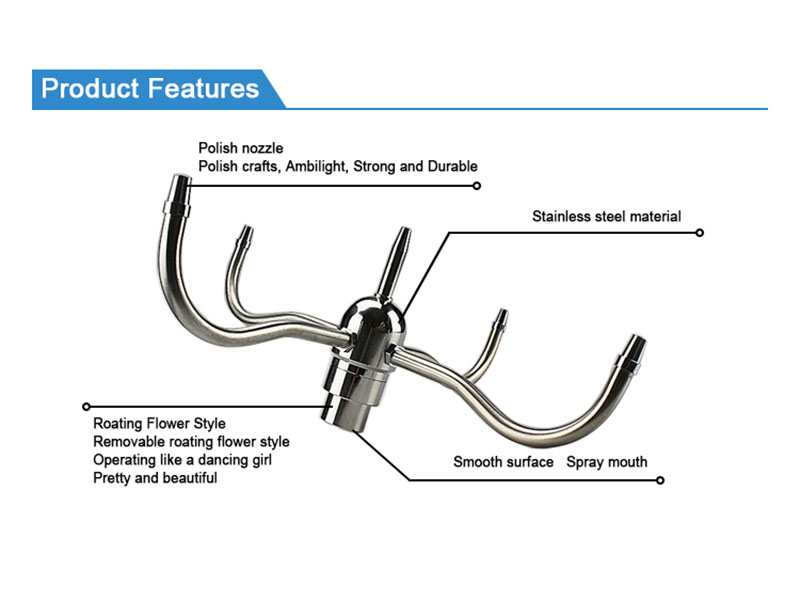 Product Features
Polish nozzle
Polish crafts, Ambilight, Strong and Durable
Stainless steel material
Roating Flower Style
Removable roating flower style
Operating like a dancing girl
Pretty and beautiful
Smooth surface Spray mouth